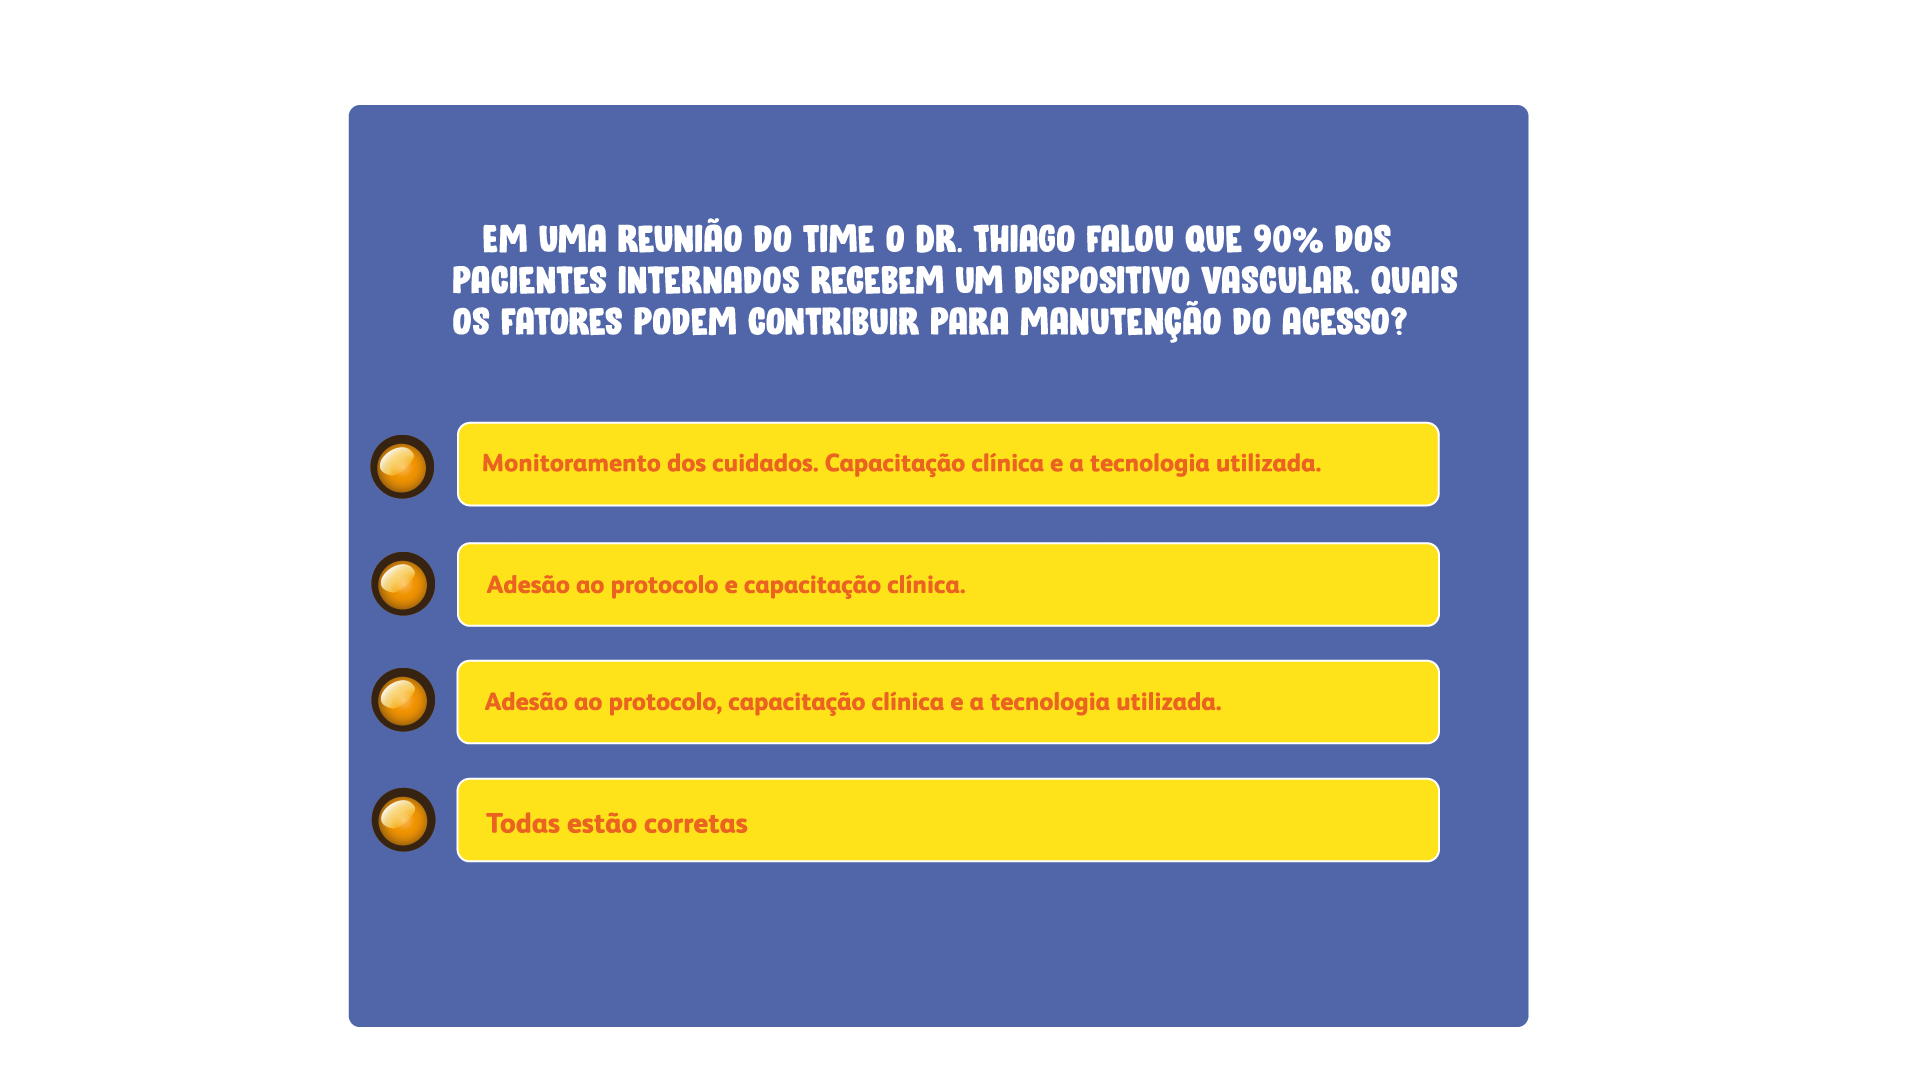 EM UMA REUNIÃO DO TIME O DR. THIAGO FALOU QUE 90% DOS
PACIENTES INTERNADOS RECEBEM UM DISPOSITIVO VASCULAR. QUAIS
OS FATORES PODEM CONTRIBUIR PARA MANUTENÇÃO DO ACESSO?
Monitoramento dos cuidados. Capacitação clínica e a tecnologia utilizada.
Adesão ao protocolo e capacitação clínica.
Adesão ao protocolo, capacitação clínica e a tecnologia utilizada.
Todas estão corretas